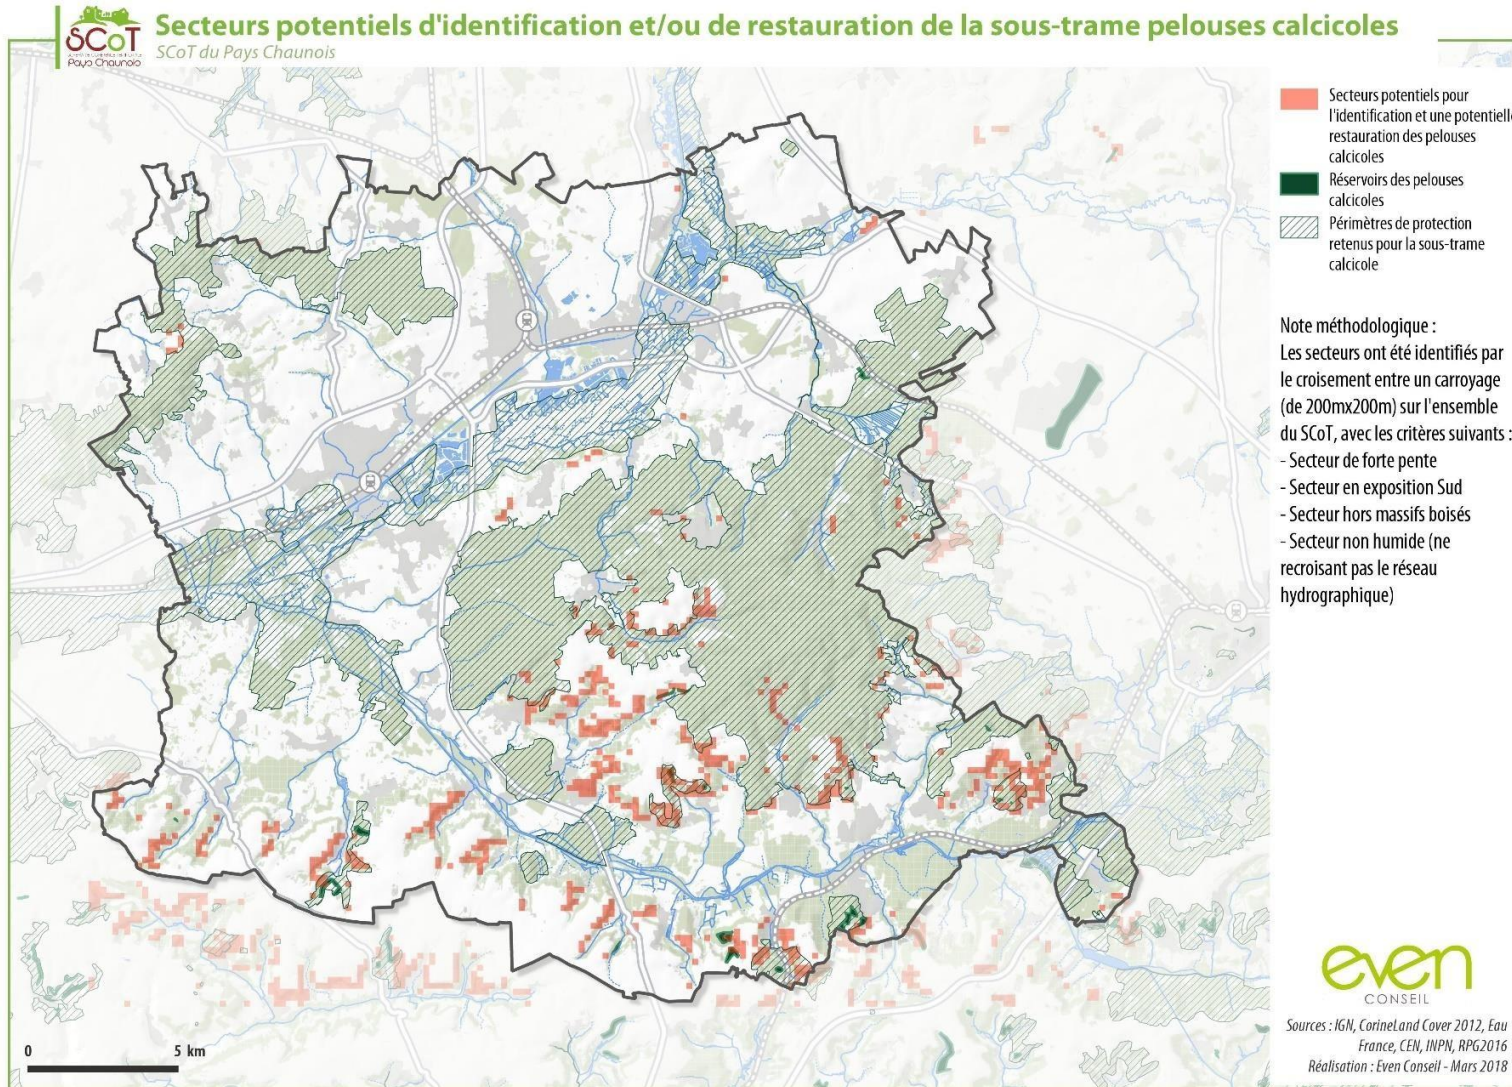 SCoT
Pays Chaunois
Secteurs potentiels d'identification et/ou de restauration de la sous-trame pelouses calcicoles
SCoT du Pays Chaunois
Secteurs potentiels pour
l'identification et une potentielle
restauration des pelouses
calcicoles
Réservoirs des pelouses
calcicoles
Périmètres de protection
retenus pour la sous-trame
calcicole
Note méthodologique :
Les secteurs ont été identifiés par
le croisement entre un carroyage
(de 200mx200m) sur l'ensemble
du SCoT, avec les critères suivants :
- Secteur de forte pente
- Secteur en exposition Sud
- Secteur hors massifs boisés
- Secteur non humide (ne
recroisant pas le réseau
hydrographique)
even
CONSEIL
Sources : IGN, CorineLand Cover 2012, Eau
France, CEN, INPN, RPG2016
Réalisation : Even Conseil - Mars 2018
0 5 km